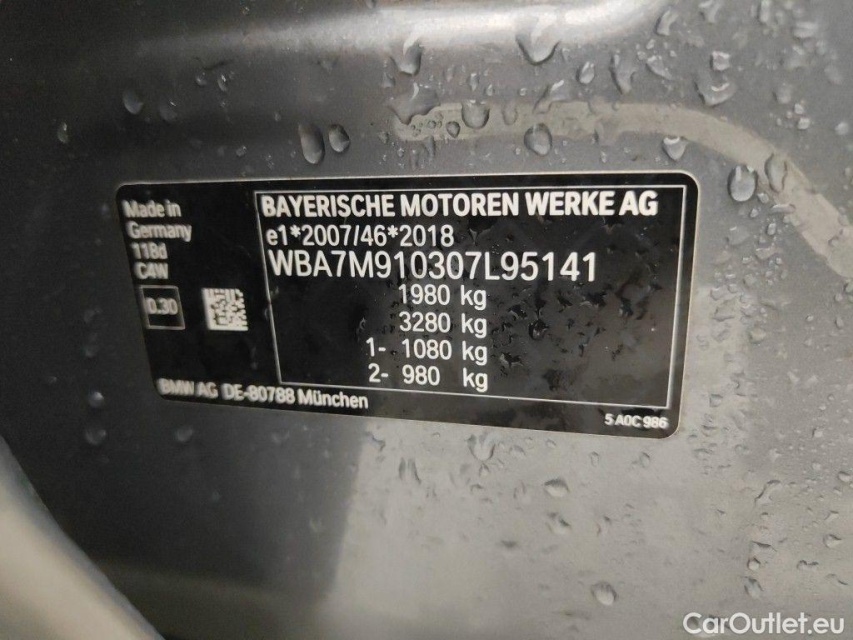 Made in
Germany
118d
C4W
0.30
BAYERISCHE MOTOREN WERKE AG
e1*2007/46*2018
WBA7M910307L95141
1980 kg
3280 kg
1- 1080 kg
2- 980 kg
BMW AG DE-80788 München
5 A0C 986
CarOutlet.eu